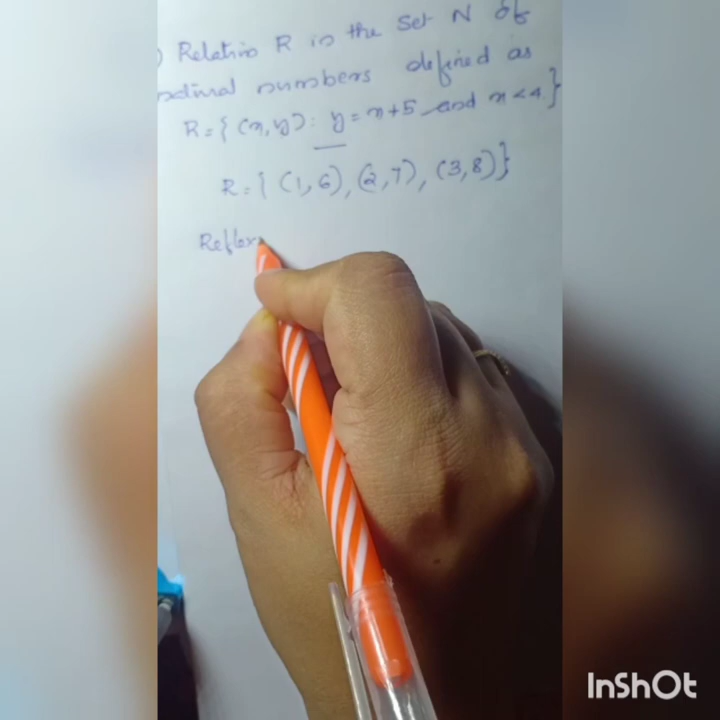 ) Relation R in the Set N of
natural numbers defined as
R = { (x, y) : y = x + 5 and x < 4 }
R = { (1, 6), (2, 7), (3, 8) }
Reflex
InShOt